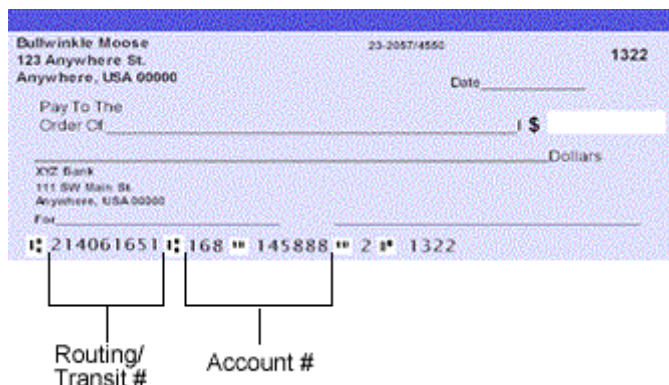 Bullwinkle Moose
123 Anywhere St.
Anywhere, USA 00000
23-2057/4550
1322
Date
Pay To The
Order Of
$
Dollars
XYZ Bank
111 SW Main St.
Anywhere, USA 00000
For
⑆214061651⑆ 168⑉145888⑉2⑈ 1322
Routing/
Transit #
Account #